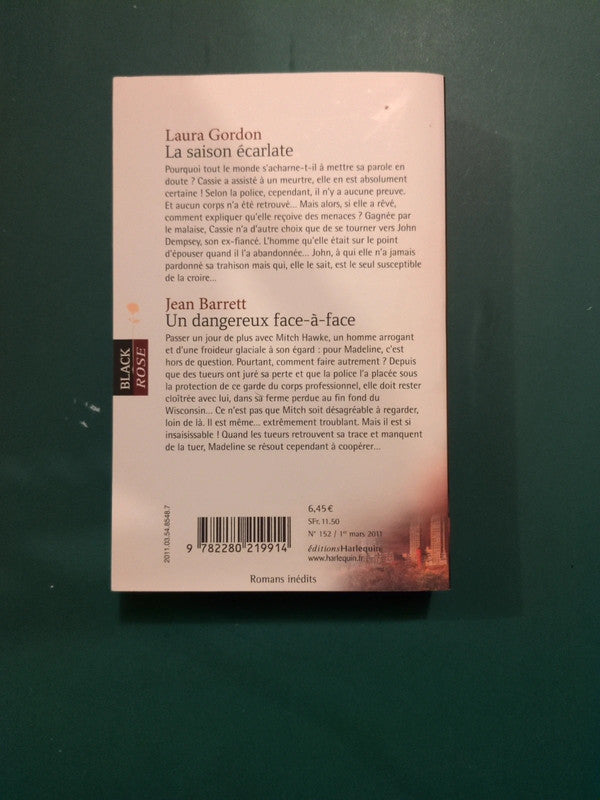 Laura Gordon
La saison écarlate
Pourquoi tout le monde s'acharne-t-il à mettre sa parole en
doute ? Cassie a assisté à un meurtre, elle en est absolument
certaine ! Selon la police, cependant, il n'y a aucune preuve.
Et aucun corps n'a été retrouvé... Mais alors, si elle a rêvé,
comment expliquer qu'elle reçoive des menaces ? Gagnée par
le malaise, Cassie n'a d'autre choix que de se tourner vers John
Dempsey, son ex-fiancé. L'homme qu'elle était sur le point
d'épouser quand il l'a abandonnée... John, à qui elle n'a jamais
pardonné sa trahison mais qui, elle le sait, est le seul susceptible
de la croire...
Jean Barrett
Un dangereux face-à-face
Passer un jour de plus avec Mitch Hawke, un homme arrogant
et d'une froideur glaciale à son égard : pour Madeline, c'est
hors de question. Pourtant, comment faire autrement ? Depuis
que des tueurs ont juré sa perte et que la police l'a placée sous
la protection de ce garde du corps professionnel, elle doit rester
cloîtrée avec lui, dans sa ferme perdue au fin fond du
Wisconsin... Ce n'est pas que Mitch soit désagréable à regarder,
loin de là. Il est même... extrêmement troublant. Mais il est si
insaisissable ! Quand les tueurs retrouvent sa trace et manquent
de la tuer, Madeline se résout cependant à coopérer...
BLACK
ROSE
2011.03.54.8548.7
9 782280 219914
6,45 €
SFr. 11.50
N° 152 / 1er mars 2011
éditionsHarlequin
www.harlequin.fr
Romans inédits